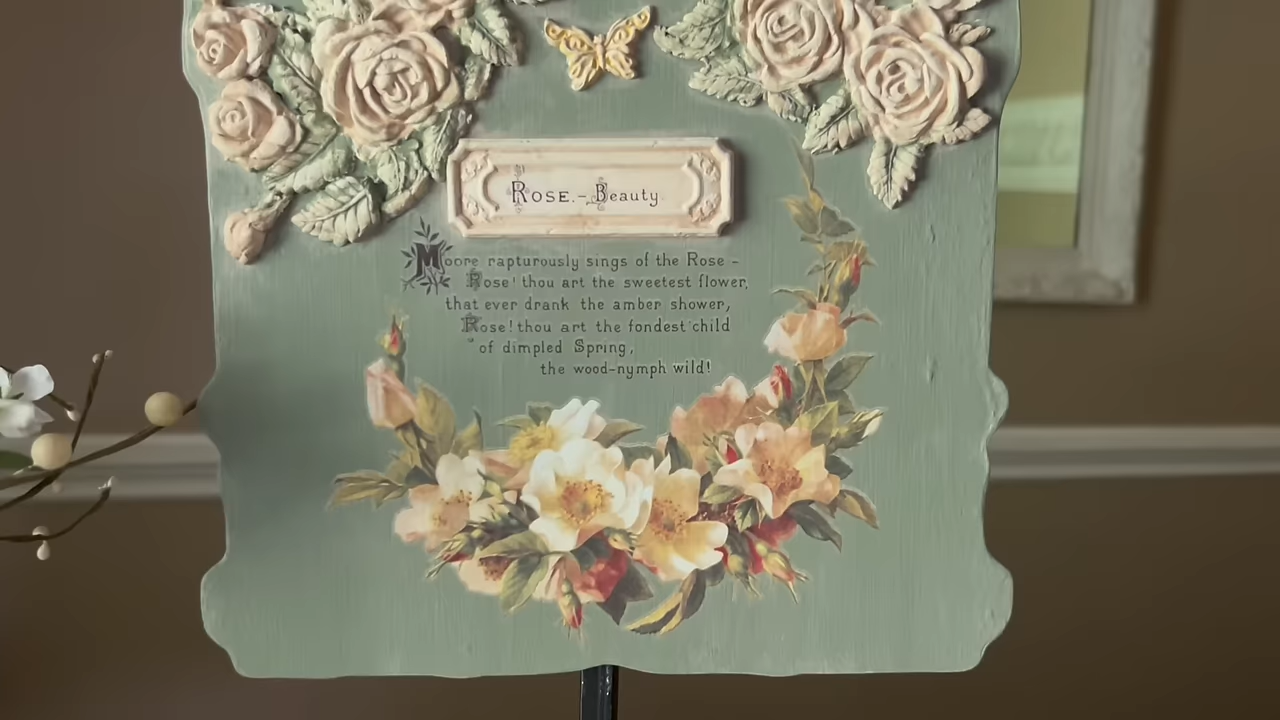 ROSE.- Beauty
Moore rapturously sings of the Rose -
Rose! thou art the sweetest flower,
that ever drank the amber shower,
Rose! thou art the fondest child
of dimpled Spring,
the wood-nymph wild!